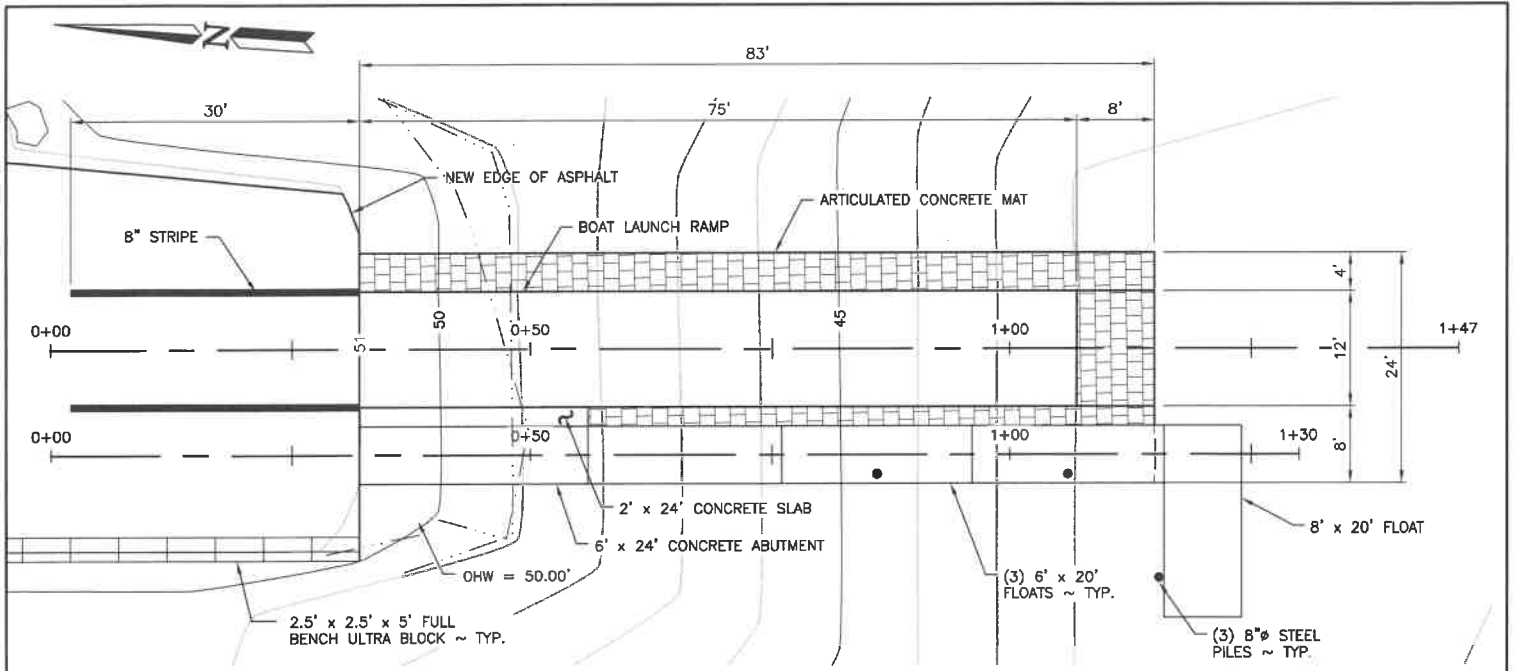 N
83'
30'
75'
8'
NEW EDGE OF ASPHALT
ARTICULATED CONCRETE MAT
8" STRIPE
BOAT LAUNCH RAMP
4'
0+00
51
50
0+50
45
1+00
1+47
12'
24'
0+00
0+50
1+00
1+30
8'
2' x 24' CONCRETE SLAB
8' x 20' FLOAT
6' x 24' CONCRETE ABUTMENT
OHW = 50.00'
(3) 6' x 20'
FLOATS ~ TYP.
2.5' x 2.5' x 5' FULL
BENCH ULTRA BLOCK ~ TYP.
(3) 8"ø STEEL
PILES ~ TYP.